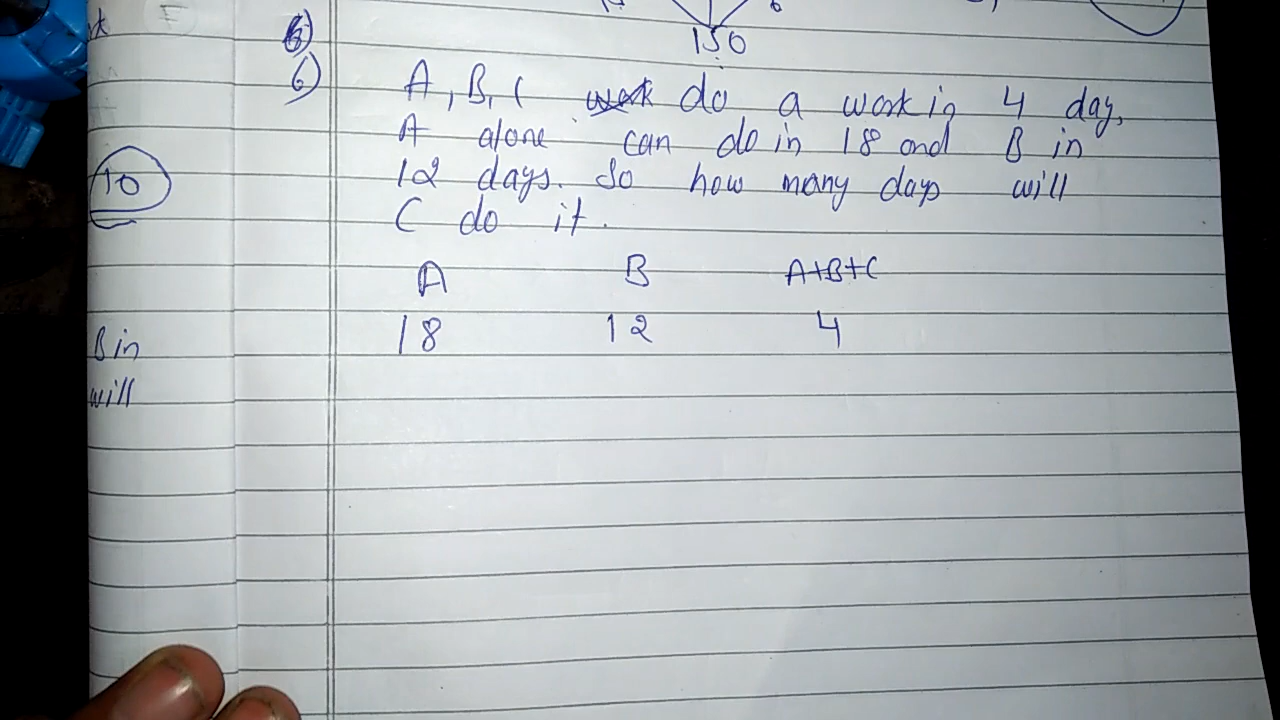 150
5)
6) A, B, C do a work in 4 day,
A alone can do in 18 and B in
10
12 days. So how many days will
C do it.
A B A+B+C
18 12 4
B in
will